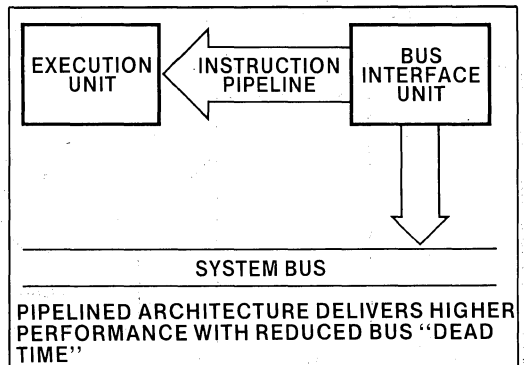 EXECUTION
UNIT
INSTRUCTION
PIPELINE
BUS
INTERFACE
UNIT
SYSTEM BUS
PIPELINED ARCHITECTURE DELIVERS HIGHER
PERFORMANCE WITH REDUCED BUS "DEAD
TIME"